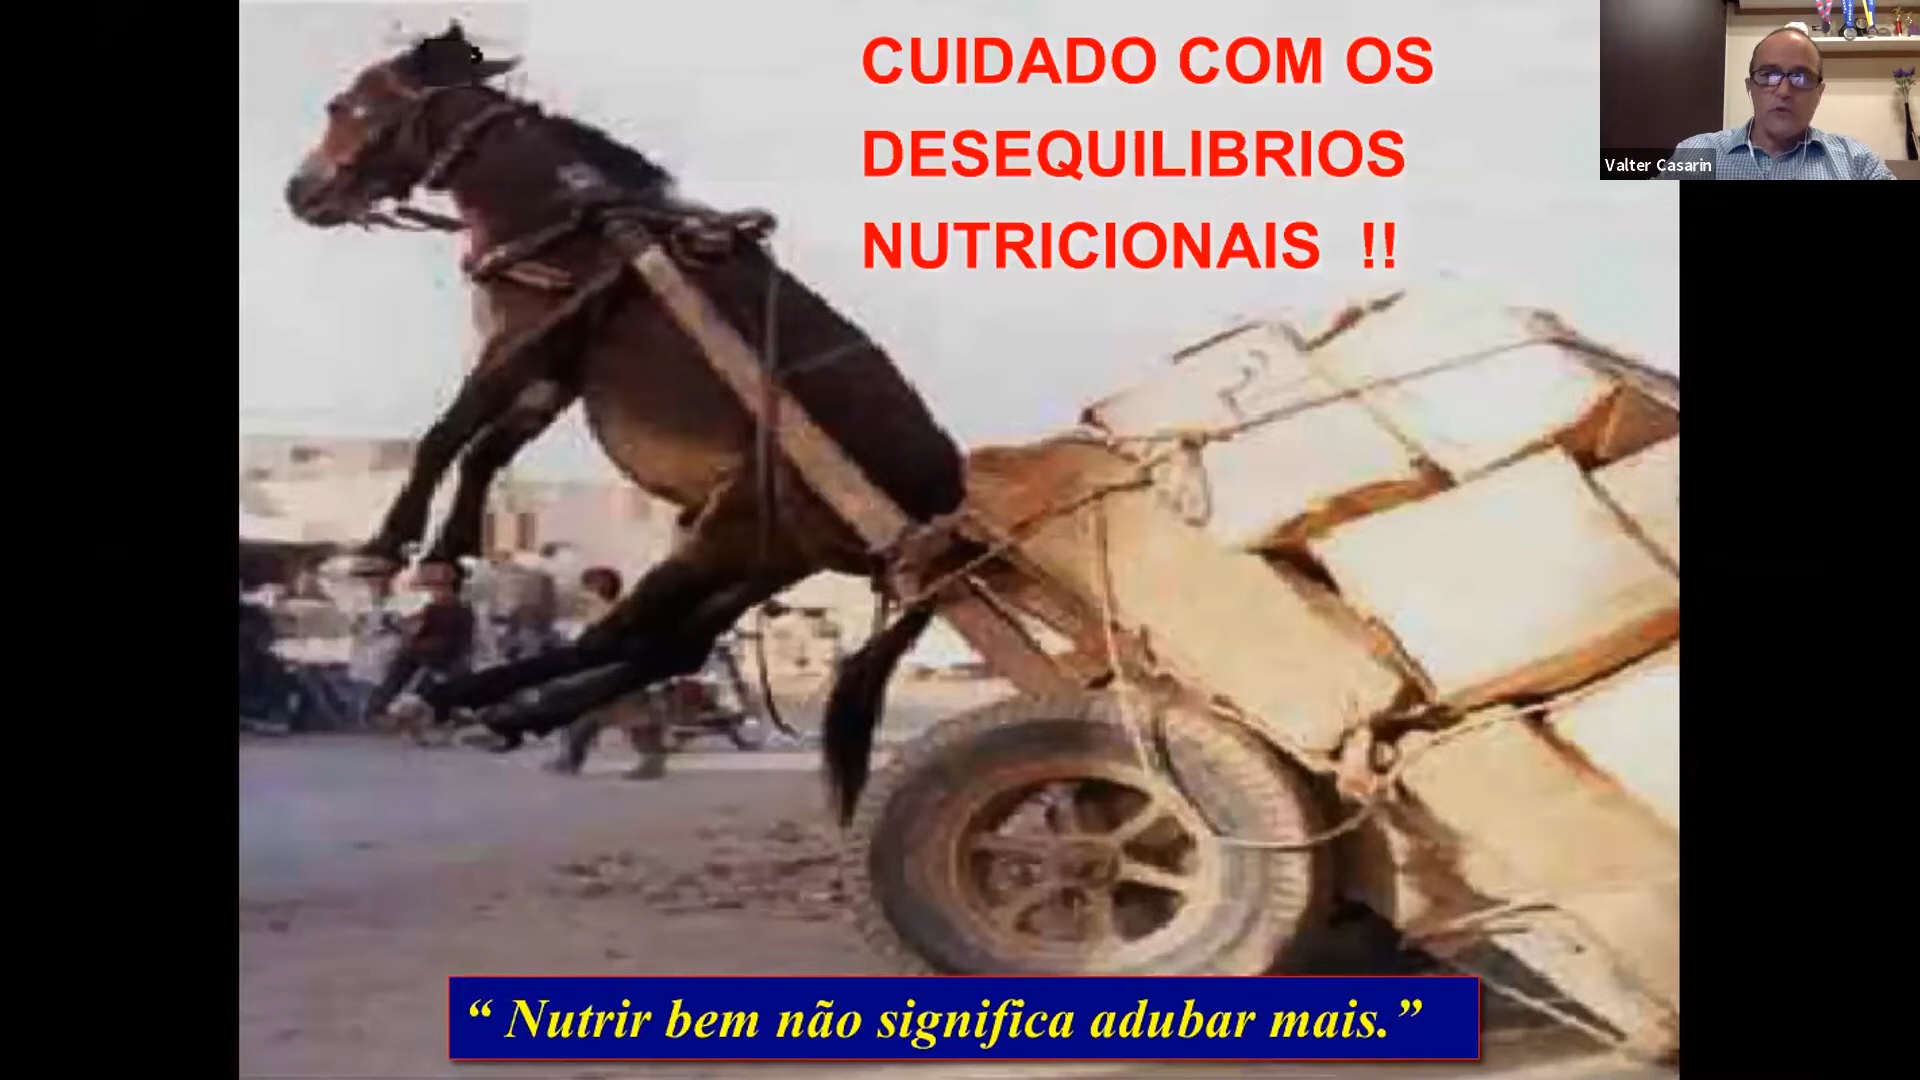 CUIDADO COM OS
DESEQUILIBRIOS
NUTRICIONAIS !!
Valter Casarin
“ Nutrir bem não significa adubar mais.”